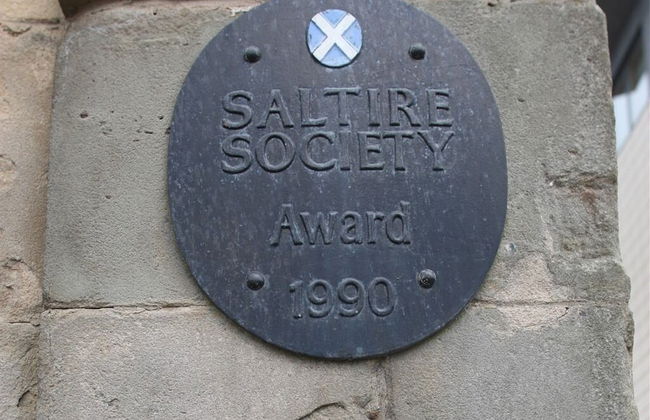 SALTIRE
SOCIETY
Award
1990